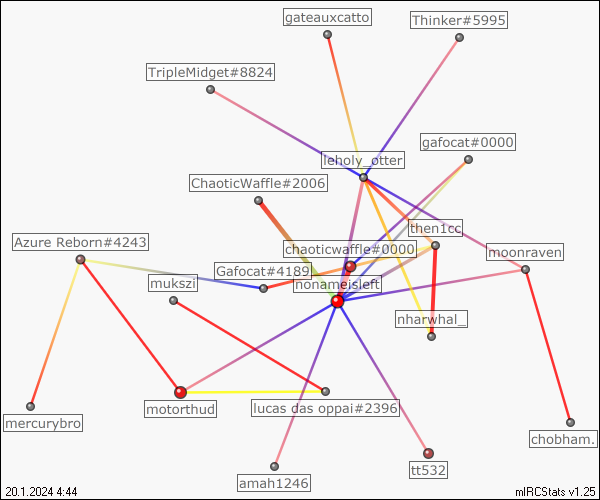 gateauxcatto
Thinker#5995
TripleMidget#8824
gafocat#0000
leholy_otter
ChaoticWaffle#2006
then1cc
Azure Reborn#4243
chaoticwaffle#0000
moonraven
Gafocat#4189
mukszi
nonameisleft
nharwhal_
motorthud
lucas das oppai#2396
mercurybro
chobham.
tt532
amah1246
20.1.2024 4:44
mIRCStats v1.25